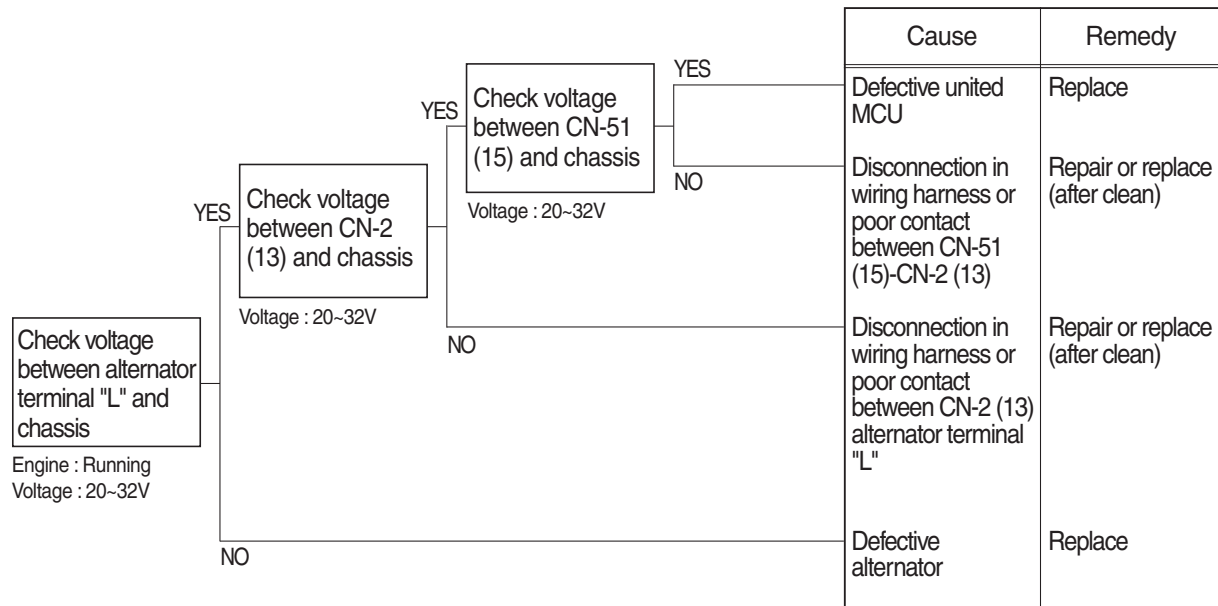 Cause
Remedy
YES
Check voltage
between CN-51
(15) and chassis
YES
Defective united
MCU
Replace
NO
Voltage : 20~32V
Disconnection in
wiring harness or
poor contact
between CN-51
(15)-CN-2 (13)
Repair or replace
(after clean)
YES
Check voltage
between CN-2
(13) and chassis
Voltage : 20~32V
NO
Disconnection in
wiring harness or
poor contact
between CN-2 (13)
alternator terminal
"L"
Repair or replace
(after clean)
Check voltage
between alternator
terminal "L" and
chassis
Engine : Running
Voltage : 20~32V
NO
Defective
alternator
Replace